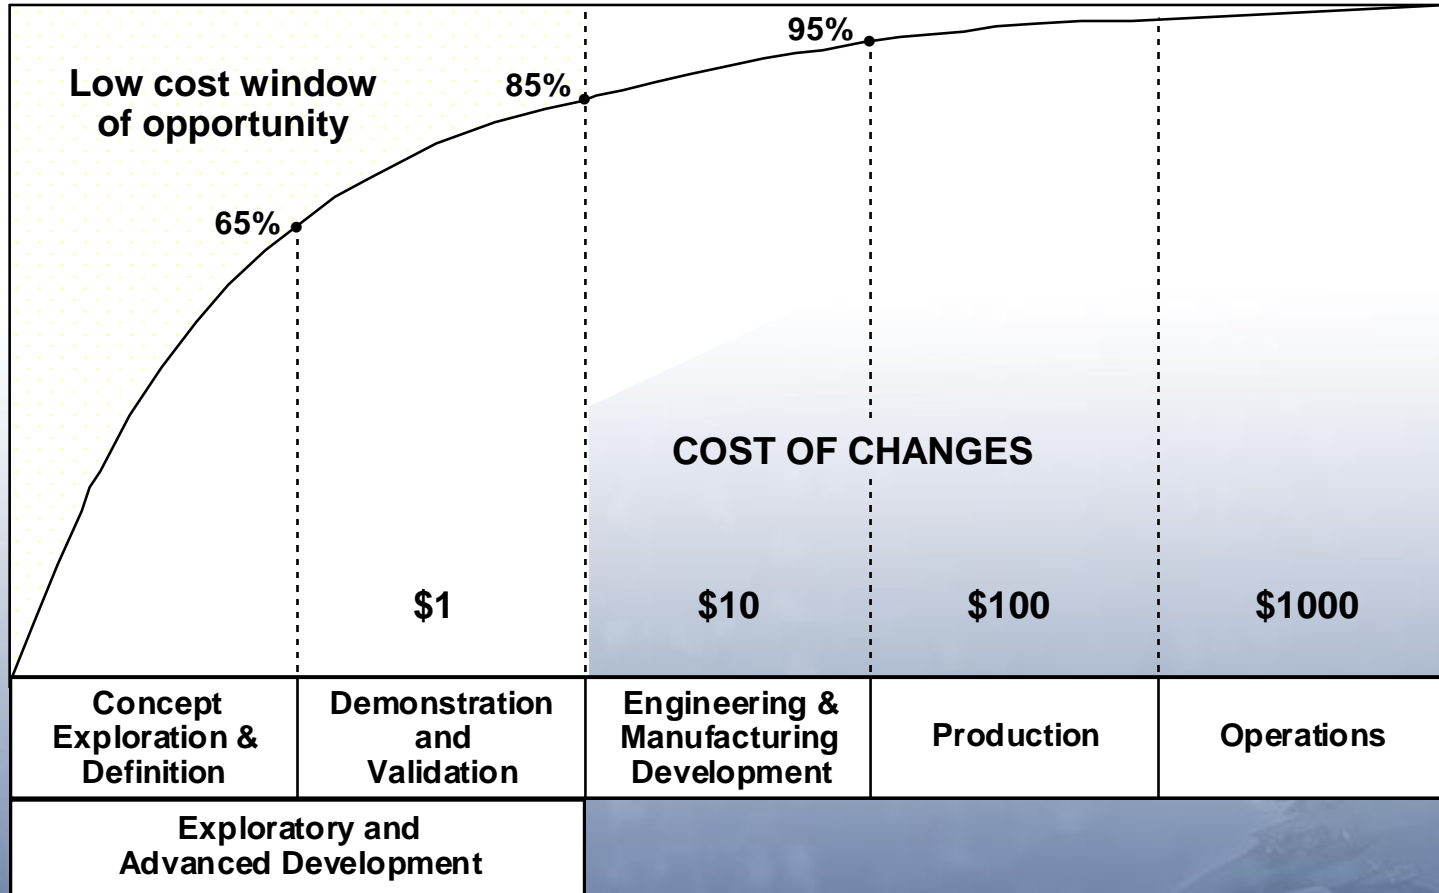 95%
Low cost window
of opportunity
85%
65%
COST OF CHANGES
$1
$10
$100
$1000
Concept
Exploration &
Definition
Demonstration
and
Validation
Engineering &
Manufacturing
Development
Production
Operations
Exploratory and
Advanced Development